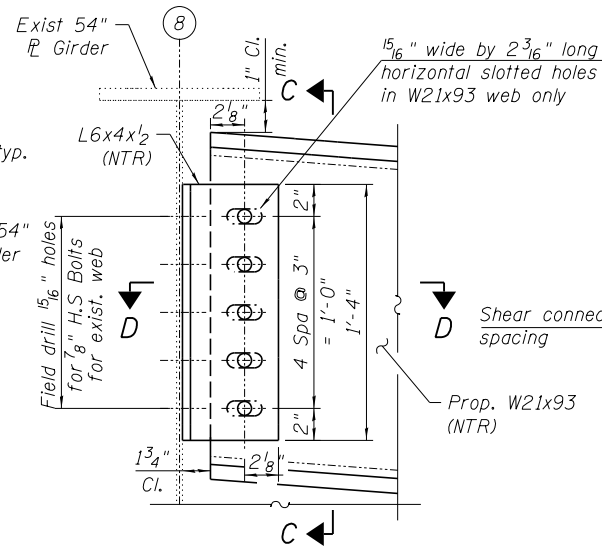 Exist 54"
℄ Girder
8
1" Cl.
min.
C
15/16" wide by 2 3/16" long
horizontal slotted holes
in W21x93 web only
2 1/8"
L6x4x1/2
(NTR)
typ.
54"
der
Field drill 15/16" holes
for 7/8" H.S Bolts
for exist. web
2"
4 Spa @ 3"
= 1'-0"
1'-4"
2"
D
D
Shear connec
spacing
Prop. W21x93
(NTR)
1 3/4"
Cl.
2 1/8"
C